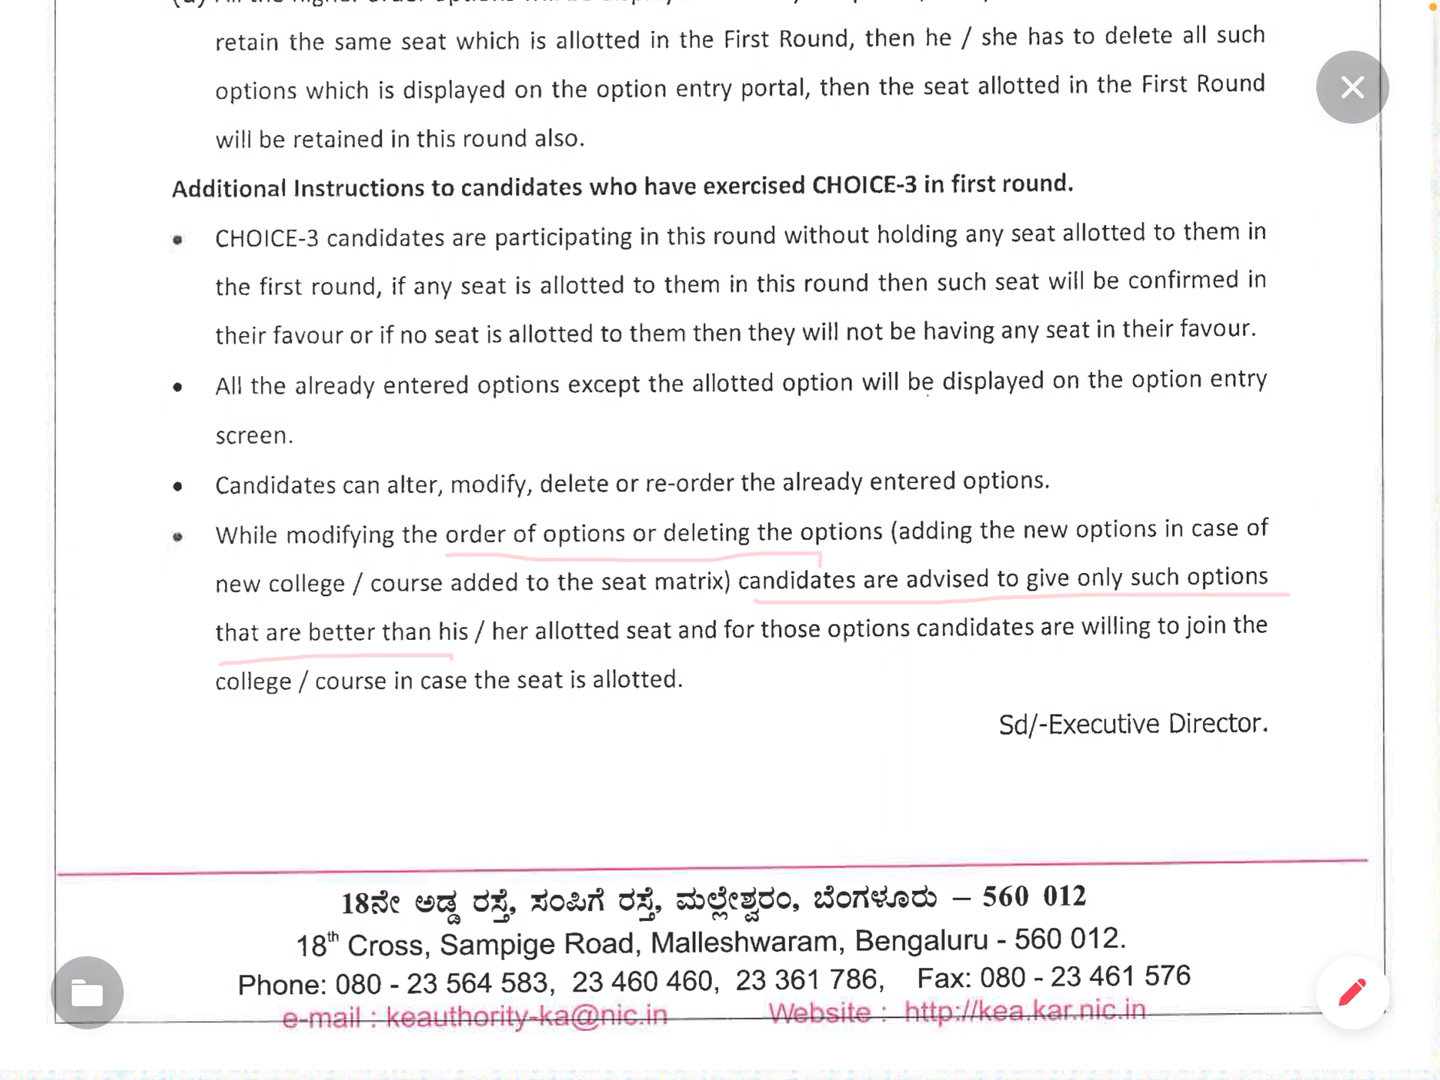 retain the same seat which is allotted in the First Round, then he / she has to delete all such
options which is displayed on the option entry portal, then the seat allotted in the First Round
will be retained in this round also.
Additional Instructions to candidates who have exercised CHOICE-3 in first round.
• CHOICE-3 candidates are participating in this round without holding any seat allotted to them in
the first round, if any seat is allotted to them in this round then such seat will be confirmed in
their favour or if no seat is allotted to them then they will not be having any seat in their favour.
• All the already entered options except the allotted option will be displayed on the option entry
screen.
• Candidates can alter, modify, delete or re-order the already entered options.
• While modifying the order of options or deleting the options (adding the new options in case of
new college / course added to the seat matrix) candidates are advised to give only such options
that are better than his / her allotted seat and for those options candidates are willing to join the
college / course in case the seat is allotted.
Sd/-Executive Director.
18ನೇ ಅಡ್ಡ ರಸ್ತೆ, ಸಂಪಿಗೆ ರಸ್ತೆ, ಮಲ್ಲೇಶ್ವರಂ, ಬೆಂಗಳೂರು – 560 012
18th Cross, Sampige Road, Malleshwaram, Bengaluru - 560 012.
Phone: 080 - 23 564 583, 23 460 460, 23 361 786, Fax: 080 - 23 461 576
e-mail : keauthority-ka@nic.in Website : http://kea.kar.nic.in